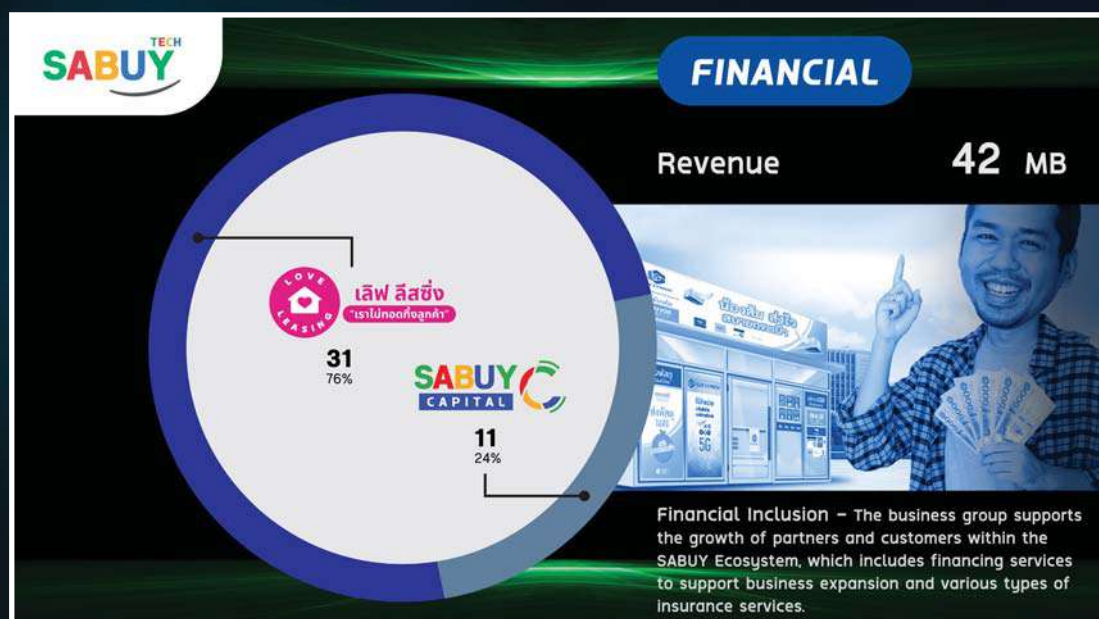 SABUY TECH
FINANCIAL
Revenue 42 MB
LOVE LEASING
เลิฟ ลีสซิ่ง
"เราไม่ทอดทิ้งลูกค้า"
31
76%
SABUY C
CAPITAL
11
24%
5G
Financial Inclusion – The business group supports
the growth of partners and customers within the
SABUY Ecosystem, which includes financing services
to support business expansion and various types of
insurance services.